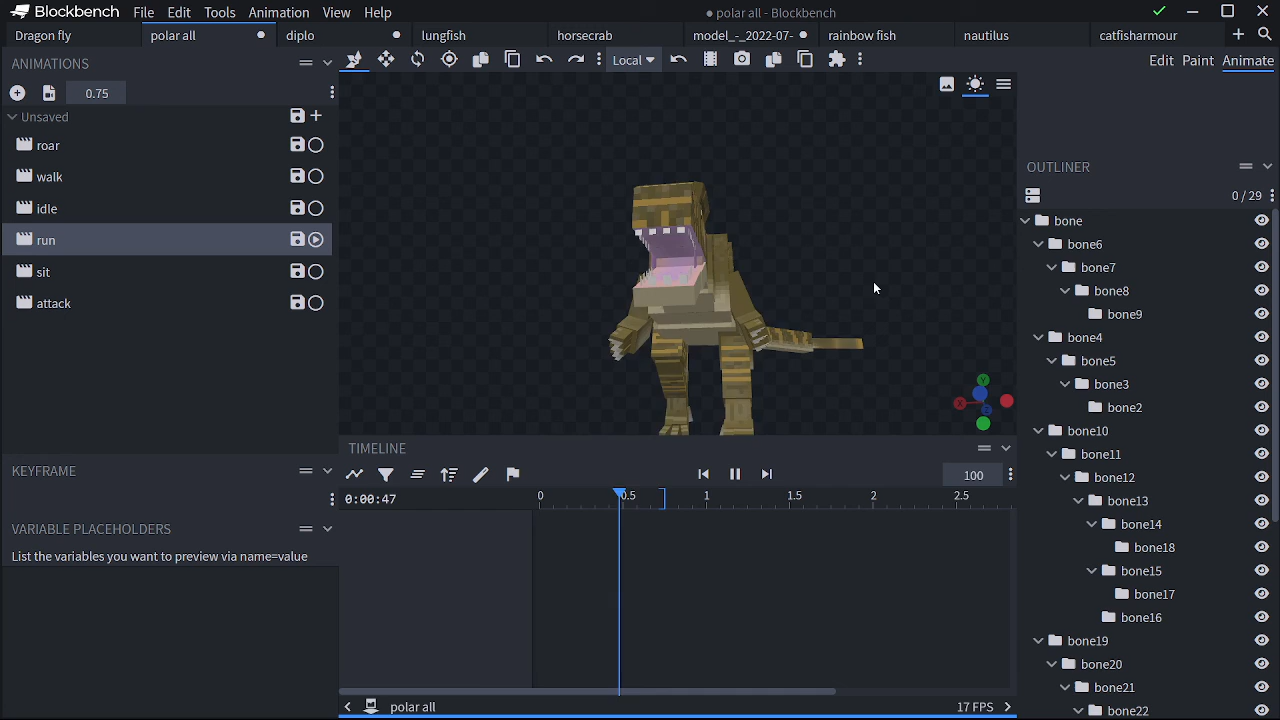 Blockbench File Edit Tools Animation View Help polar all - Blockbench
Dragon fly polar all diplo lungfish horsecrab model_-_2022-07- rainbow fish nautilus catfisharmour
ANIMATIONS
0.75
Unsaved
roar
walk
idle
run
sit
attack
KEYFRAME
VARIABLE PLACEHOLDERS
List the variables you want to preview via name=value
Local
Y
X
Z
TIMELINE
100
0:00:47
0 0.5 1 1.5 2 2.5
polar all 17 FPS
Edit Paint Animate
OUTLINER
0 / 29
bone
bone6
bone7
bone8
bone9
bone4
bone5
bone3
bone2
bone10
bone11
bone12
bone13
bone14
bone18
bone15
bone17
bone16
bone19
bone20
bone21
bone22